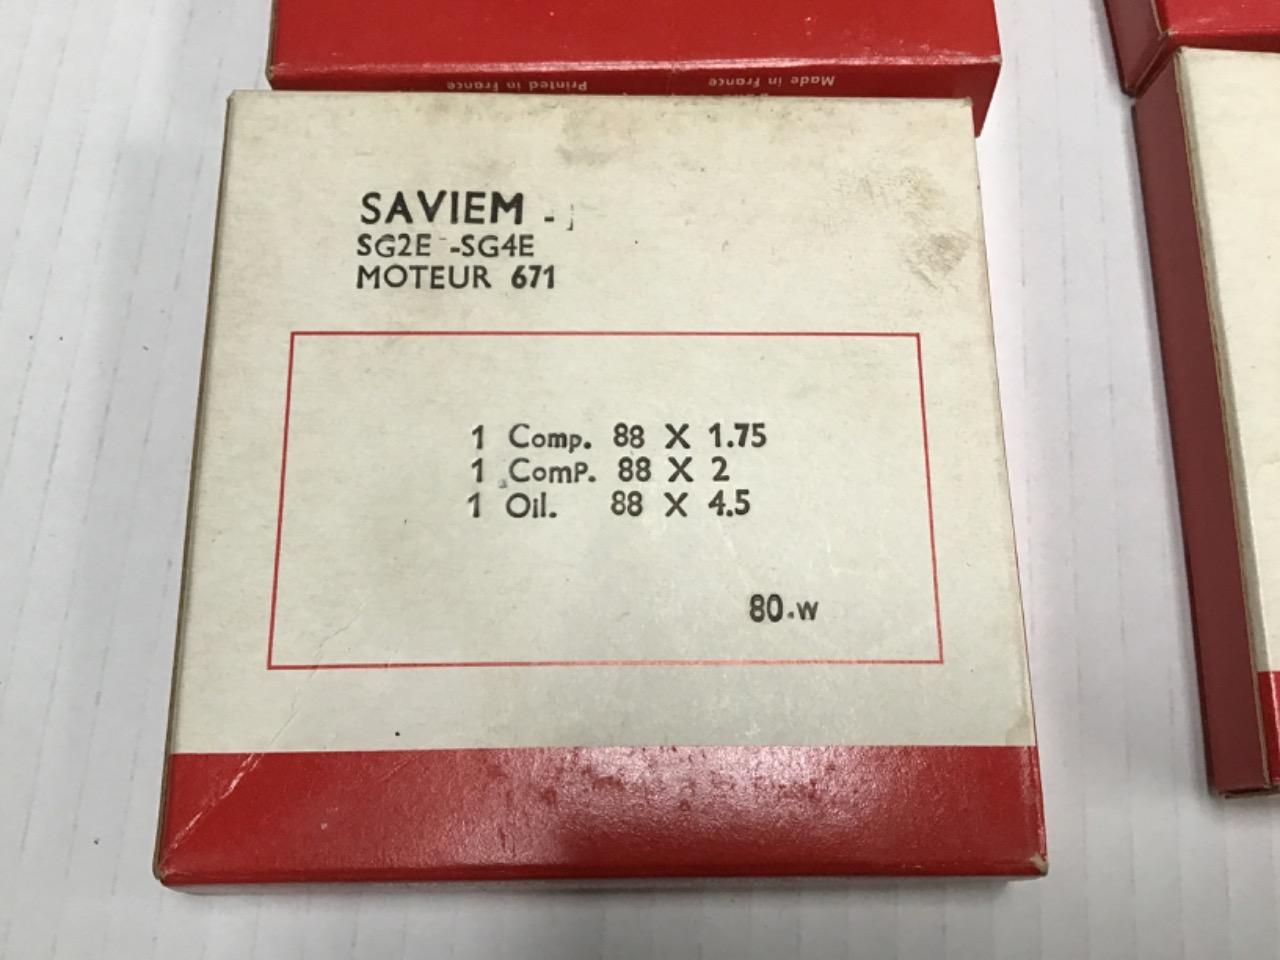 Printed in France Made in France
SAVIEM -
SG2E -SG4E
MOTEUR 671
1 Comp. 88 X 1.75
1 ComP. 88 X 2
1 Oil. 88 X 4.5
80.W